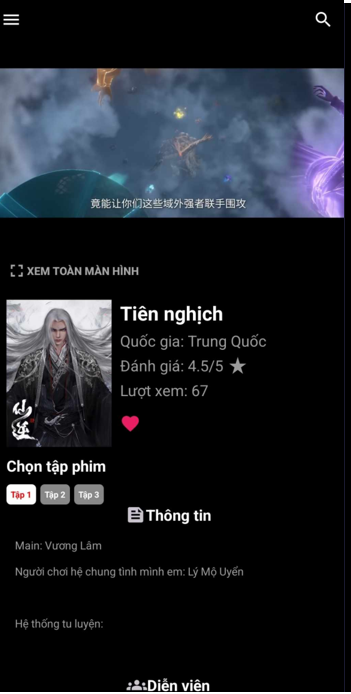 竟能让你们这些域外强者联手围攻
XEM TOÀN MÀN HÌNH
Tiên nghịch
Quốc gia: Trung Quốc
Đánh giá: 4.5/5 ★
Lượt xem: 67
仙逆
Chọn tập phim
Tập 1 Tập 2 Tập 3
Thông tin
Main: Vương Lâm
Người chơi hệ chung tình mình em: Lý Mộ Uyển
Hệ thống tu luyện:
Diễn viên